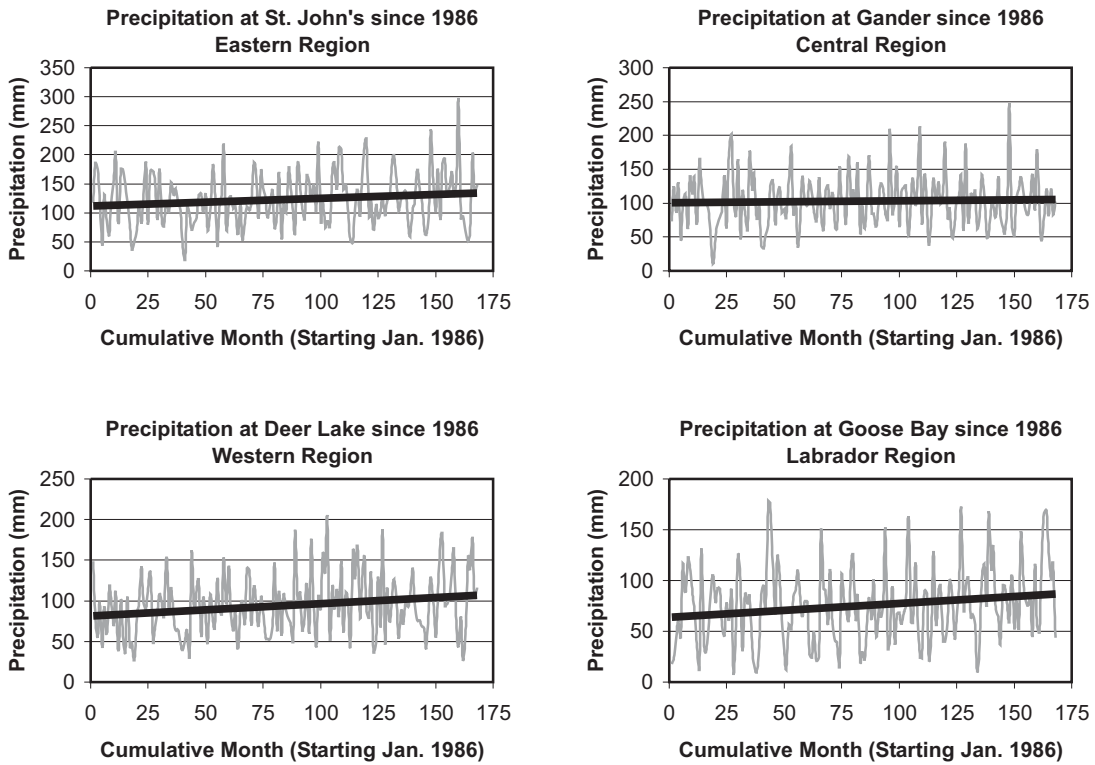 Precipitation at St. John's since 1986
Eastern Region
350
300
250
200
150
100
50
0
Precipitation (mm)
0 25 50 75 100 125 150 175
Cumulative Month (Starting Jan. 1986)
Precipitation at Gander since 1986
Central Region
300
250
200
150
100
50
0
Precipitation (mm)
0 25 50 75 100 125 150 175
Cumulative Month (Starting Jan. 1986)
Precipitation at Deer Lake since 1986
Western Region
250
200
150
100
50
0
Precipitation (mm)
0 25 50 75 100 125 150 175
Cumulative Month (Starting Jan. 1986)
Precipitation at Goose Bay since 1986
Labrador Region
200
150
100
50
0
Precipitation (mm)
0 25 50 75 100 125 150 175
Cumulative Month (Starting Jan. 1986)